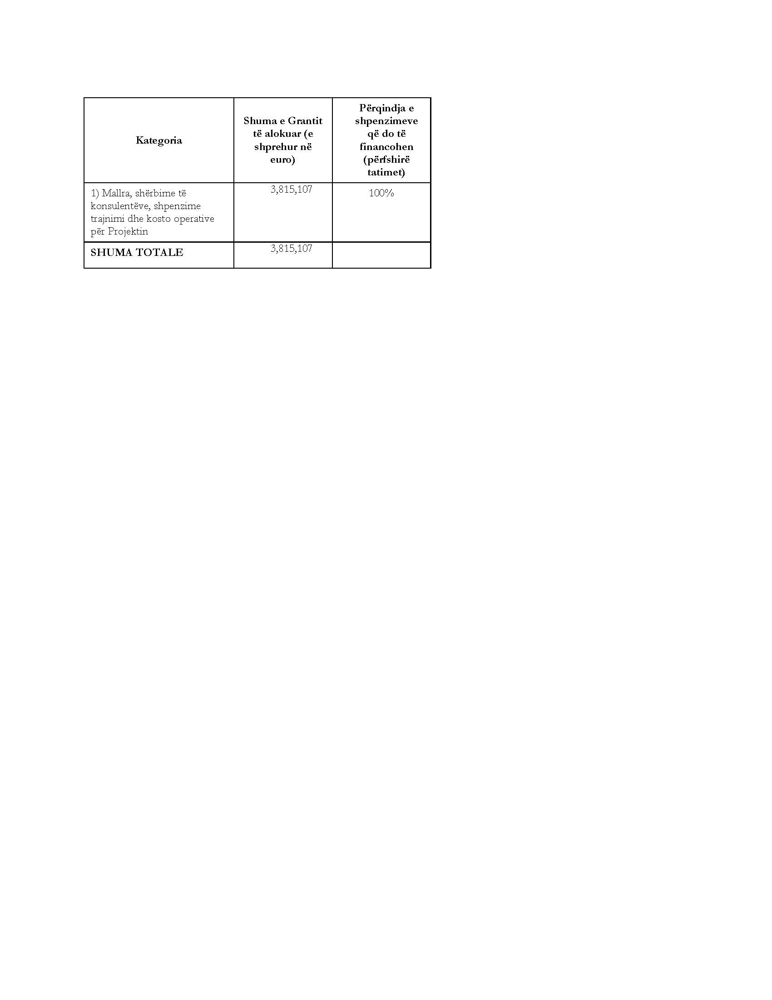 Kategoria
Shuma e Grantit
të alokuar (e
shprehur në
euro)
Përqindja e
shpenzimeve
që do të
financohen
(përfshirë
tatimet)
1) Mallra, shërbime të
konsulentëve, shpenzime
trajnimi dhe kosto operative
për Projektin
3,815,107
100%
SHUMA TOTALE
3,815,107